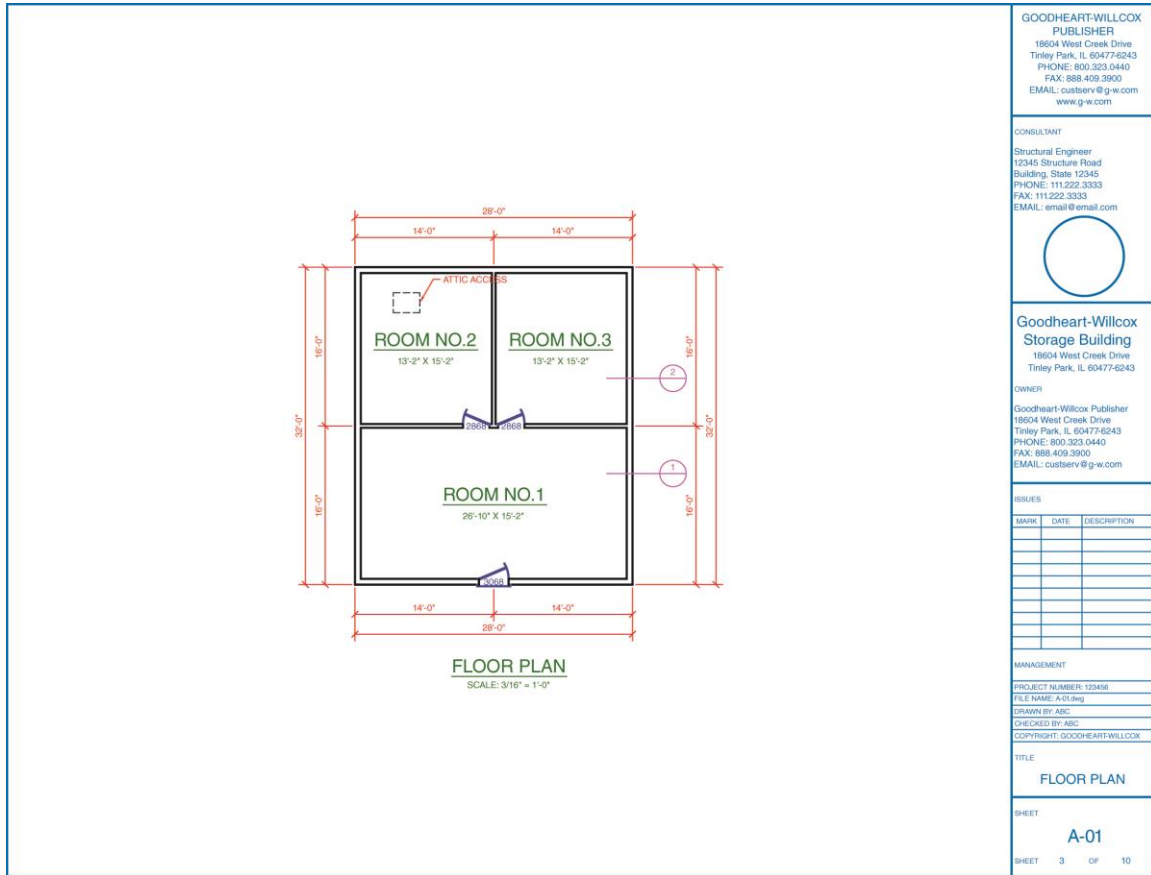 28'-0"
14'-0"
14'-0"
ATTIC ACCESS
ROOM NO.2
13'-2" X 15'-2"
ROOM NO.3
13'-2" X 15'-2"
16'-0"
16'-0"
2
32'-0"
32'-0"
2868
2868
1
ROOM NO.1
26'-10" X 15'-2"
16'-0"
16'-0"
3068
14'-0"
14'-0"
28'-0"
FLOOR PLAN
SCALE: 3/16" = 1'-0"
GOODHEART-WILLCOX
PUBLISHER
18604 West Creek Drive
Tinley Park, IL 60477-6243
PHONE: 800.323.0440
FAX: 888.409.3900
EMAIL: custserv@g-w.com
www.g-w.com
CONSULTANT
Structural Engineer
12345 Structure Road
Building, State 12345
PHONE: 111.222.3333
FAX: 111.222.3333
EMAIL: email@email.com
Goodheart-Willcox
Storage Building
18604 West Creek Drive
Tinley Park, IL 60477-6243
OWNER
Goodheart-Willcox Publisher
18604 West Creek Drive
Tinley Park, IL 60477-6243
PHONE: 800.323.0440
FAX: 888.409.3900
EMAIL: custserv@g-w.com
ISSUES
MARK DATE DESCRIPTION
MANAGEMENT
PROJECT NUMBER: 123456
FILE NAME: A-01.dwg
DRAWN BY: ABC
CHECKED BY: ABC
COPYRIGHT: GOODHEART-WILLCOX
TITLE
FLOOR PLAN
SHEET
A-01
SHEET 3 OF 10